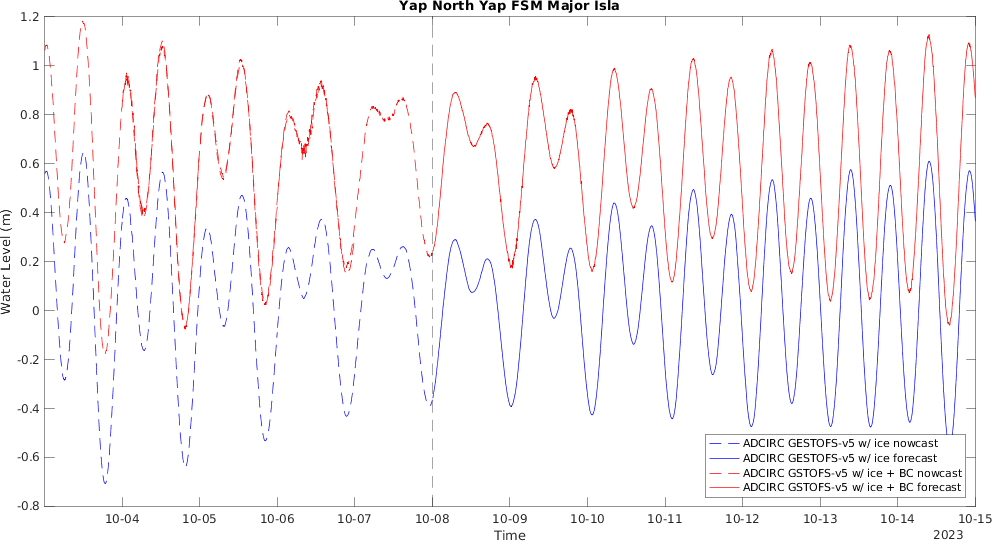 Yap North Yap FSM Major Isla
1.2
1
0.8
0.6
0.4
0.2
0
-0.2
-0.4
-0.6
-0.8
Water Level (m)
ADCIRC GESTOFS-v5 w/ ice nowcast
ADCIRC GESTOFS-v5 w/ ice forecast
ADCIRC GSTOFS-v5 w/ ice + BC nowcast
ADCIRC GSTOFS-v5 w/ ice + BC forecast
10-04 10-05 10-06 10-07 10-08 10-09 10-10 10-11 10-12 10-13 10-14 10-15
Time
2023